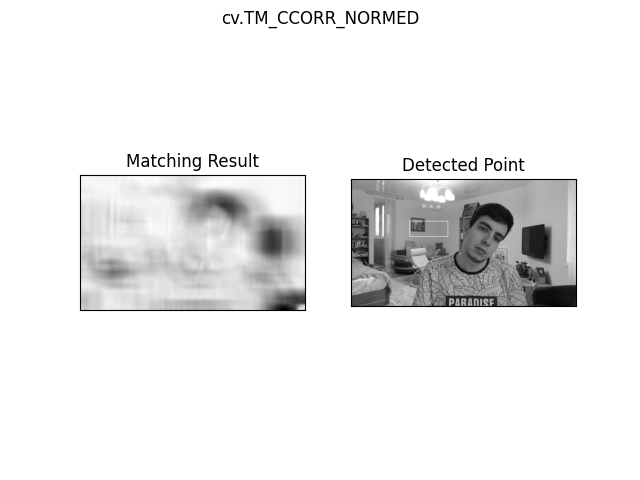 cv.TM_CCORR_NORMED
Matching Result
Detected Point
PARADISE